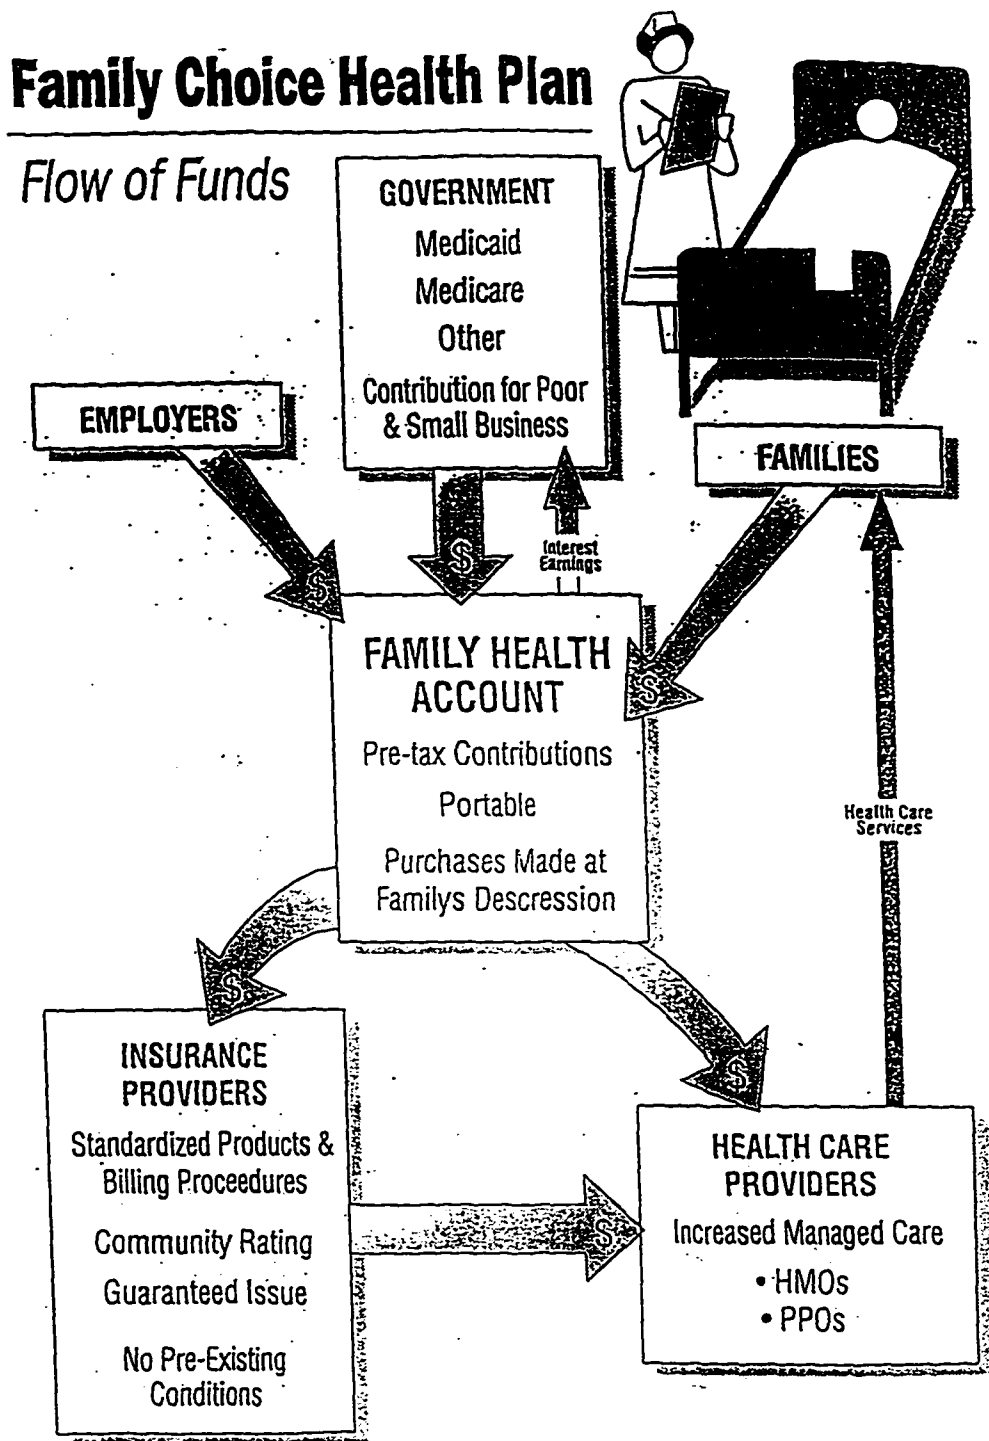 Family Choice Health Plan
Flow of Funds
GOVERNMENT
Medicaid
Medicare
Other
Contribution for Poor
& Small Business
EMPLOYERS
FAMILIES
$
$
Interest
Earnings
$
FAMILY HEALTH
ACCOUNT
Pre-tax Contributions
Portable
Purchases Made at
Familys Descression
Health Care
Services
$
$
INSURANCE
PROVIDERS
Standardized Products &
Billing Proceedures
Community Rating
Guaranteed Issue
No Pre-Existing
Conditions
$
HEALTH CARE
PROVIDERS
Increased Managed Care
• HMOs
• PPOs